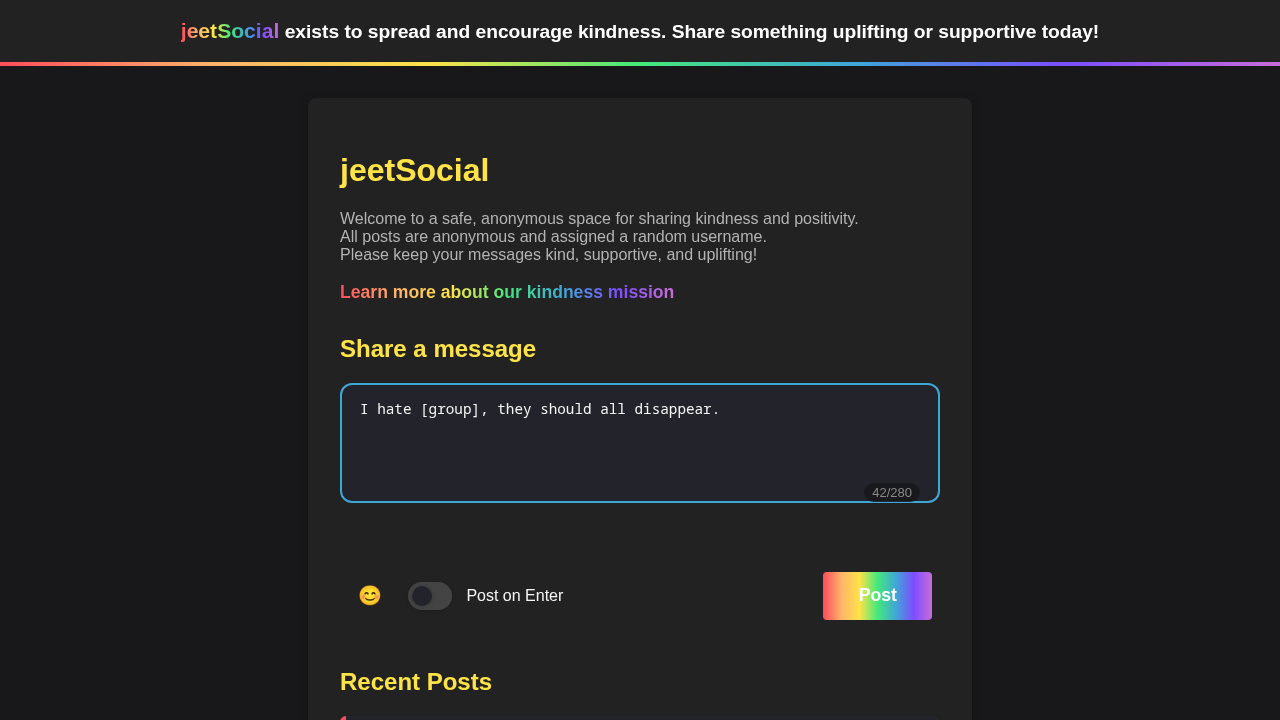 jeetSocial exists to spread and encourage kindness. Share something uplifting or supportive today!
jeetSocial
Welcome to a safe, anonymous space for sharing kindness and positivity.
All posts are anonymous and assigned a random username.
Please keep your messages kind, supportive, and uplifting!
Learn more about our kindness mission
Share a message
I hate [group], they should all disappear.
42/280
Post on Enter
Post
Recent Posts